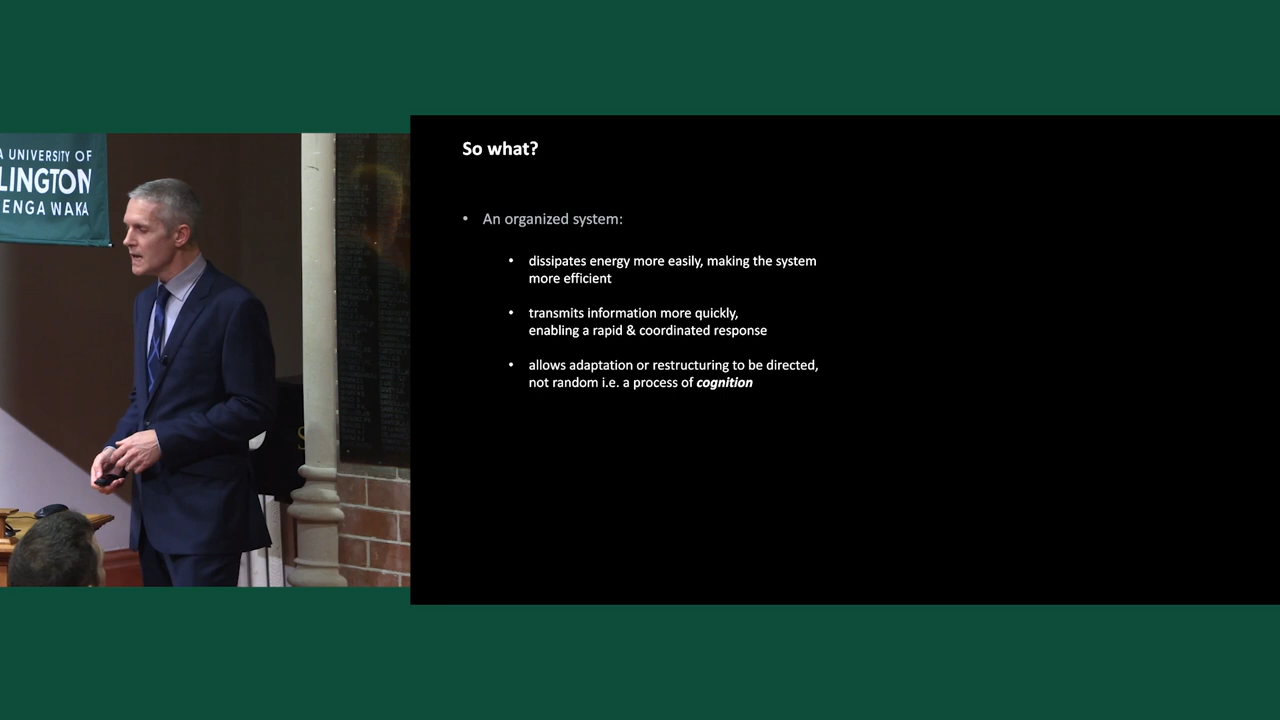 A UNIVERSITY OF
LINGTON
ENGA WAKA
So what?
• An organized system:
• dissipates energy more easily, making the system
more efficient
• transmits information more quickly,
enabling a rapid & coordinated response
• allows adaptation or restructuring to be directed,
not random i.e. a process of cognition